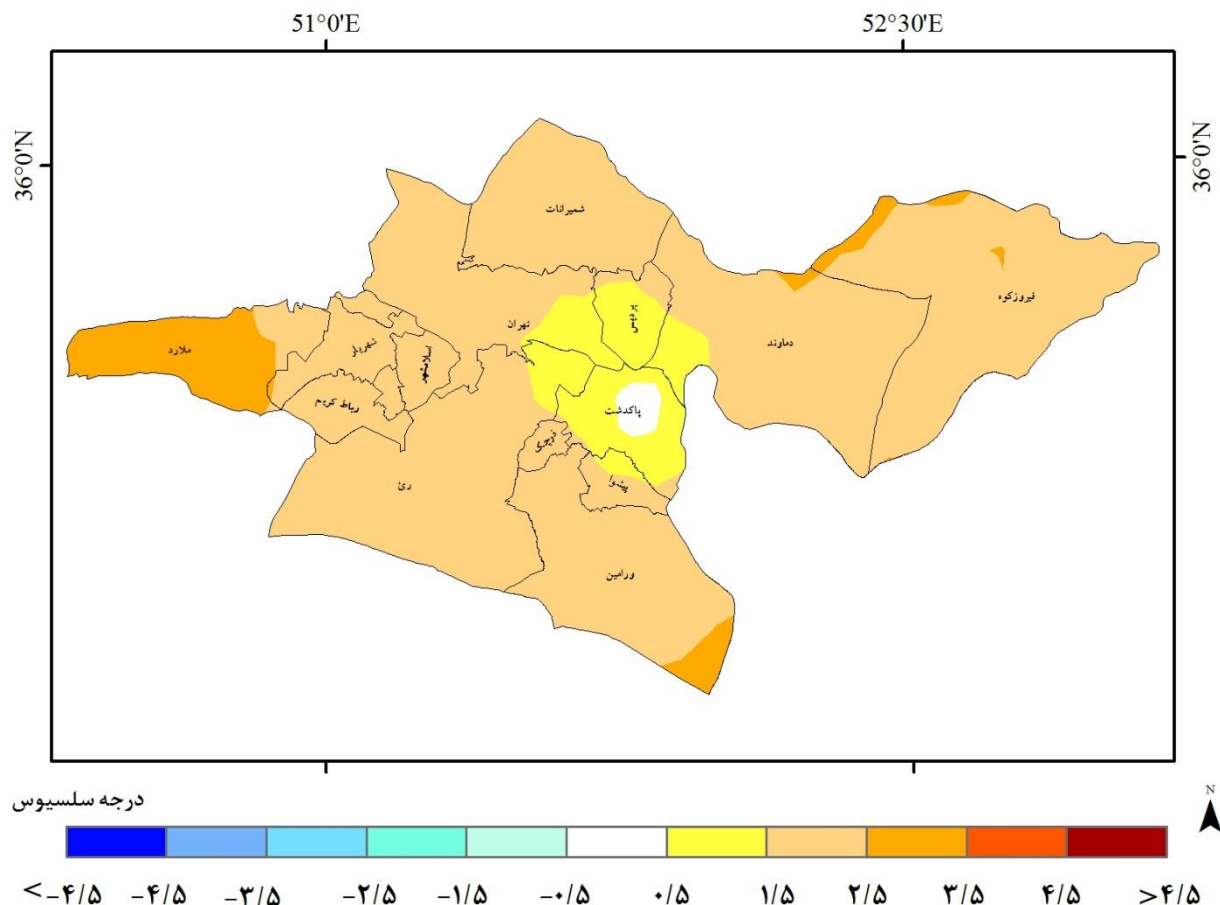 51°0'E 52°30'E
36°0'N 36°0'N
شمیرانات
فیروزکوه
پردیس
تهران
دماوند
ملارد
شهریار
اسلامشهر
رباط کریم
پاکدشت
قرچک
ری
پیشوا
ورامین
درجه سلسیوس
N
<-۴/۵ -۴/۵ -۳/۵ -۲/۵ -۱/۵ -۰/۵ ۰/۵ ۱/۵ ۲/۵ ۳/۵ ۴/۵ >۴/۵